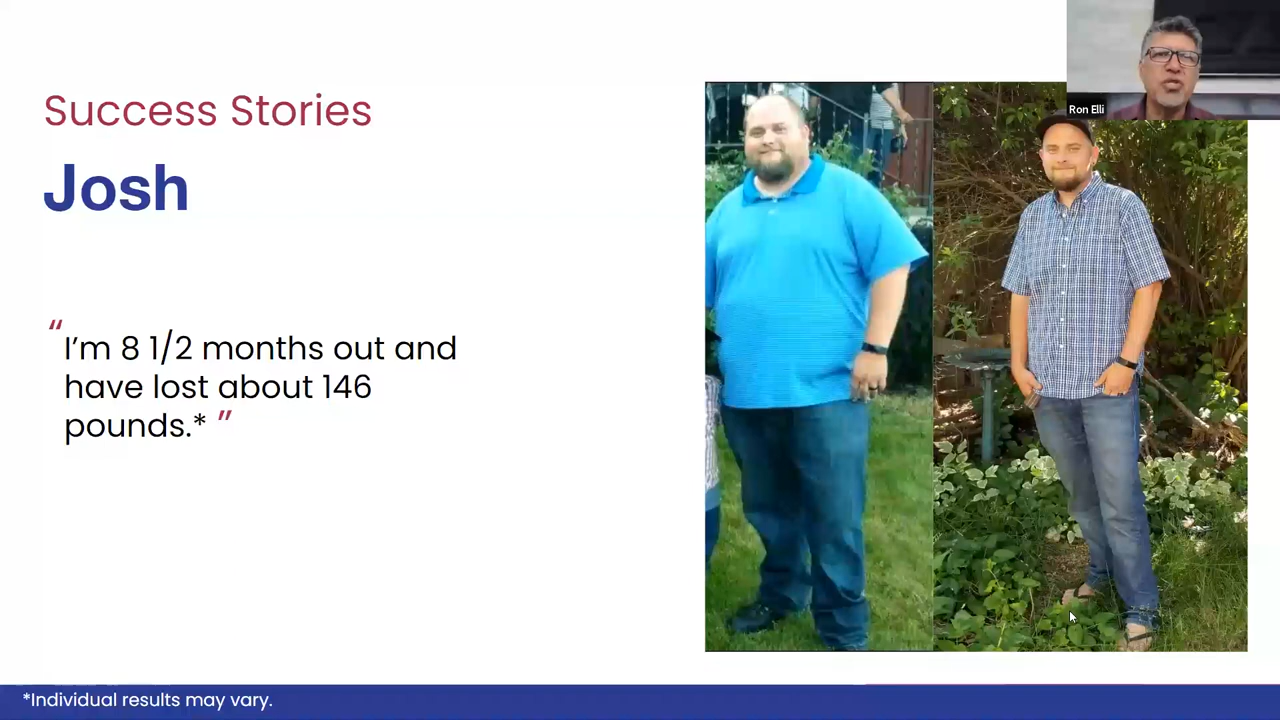 Success Stories
Josh
“I’m 8 1/2 months out and
have lost about 146
pounds.* ”
Ron Elli
*Individual results may vary.